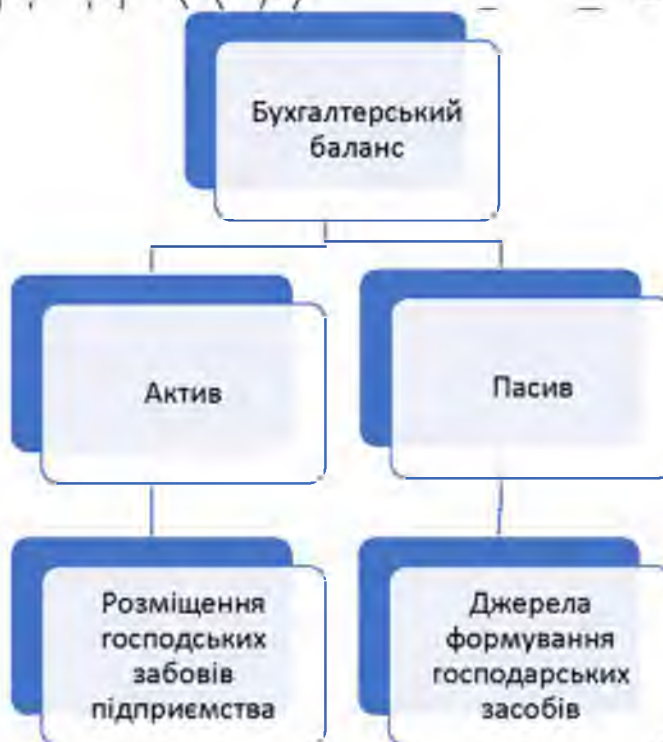 Бухгалтерський
баланс
Актив
Пасив
Розміщення
господських
забовів
підприємства
Джерела
формування
господарських
засобів